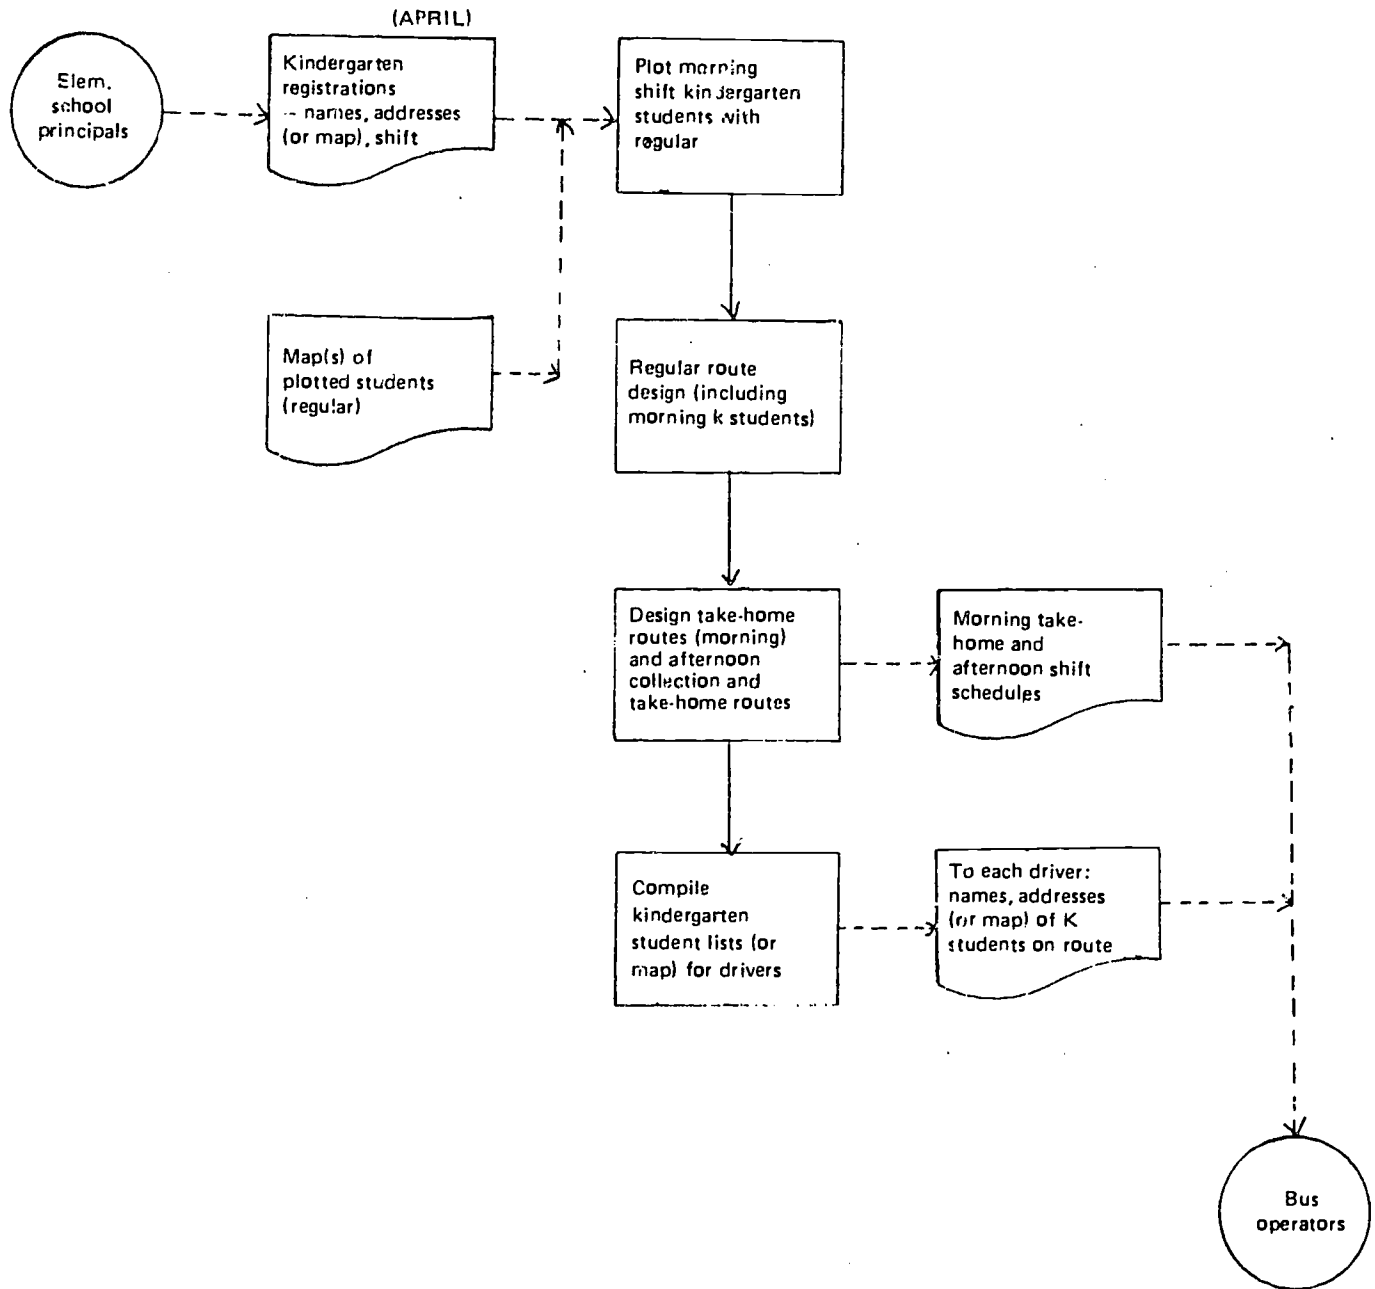 (APRIL)
Elem.
school
principals
Kindergarten
registrations
-- names, addresses
(or map), shift
Plot morning
shift kindergarten
students with
regular
Map(s) of
plotted students
(regular)
Regular route
design (including
morning k students)
Design take-home
routes (morning)
and afternoon
collection and
take-home routes
Morning take-
home and
afternoon shift
schedules
Compile
kindergarten
student lists (or
map) for drivers
To each driver:
names, addresses
(or map) of K
students on route
Bus
operators